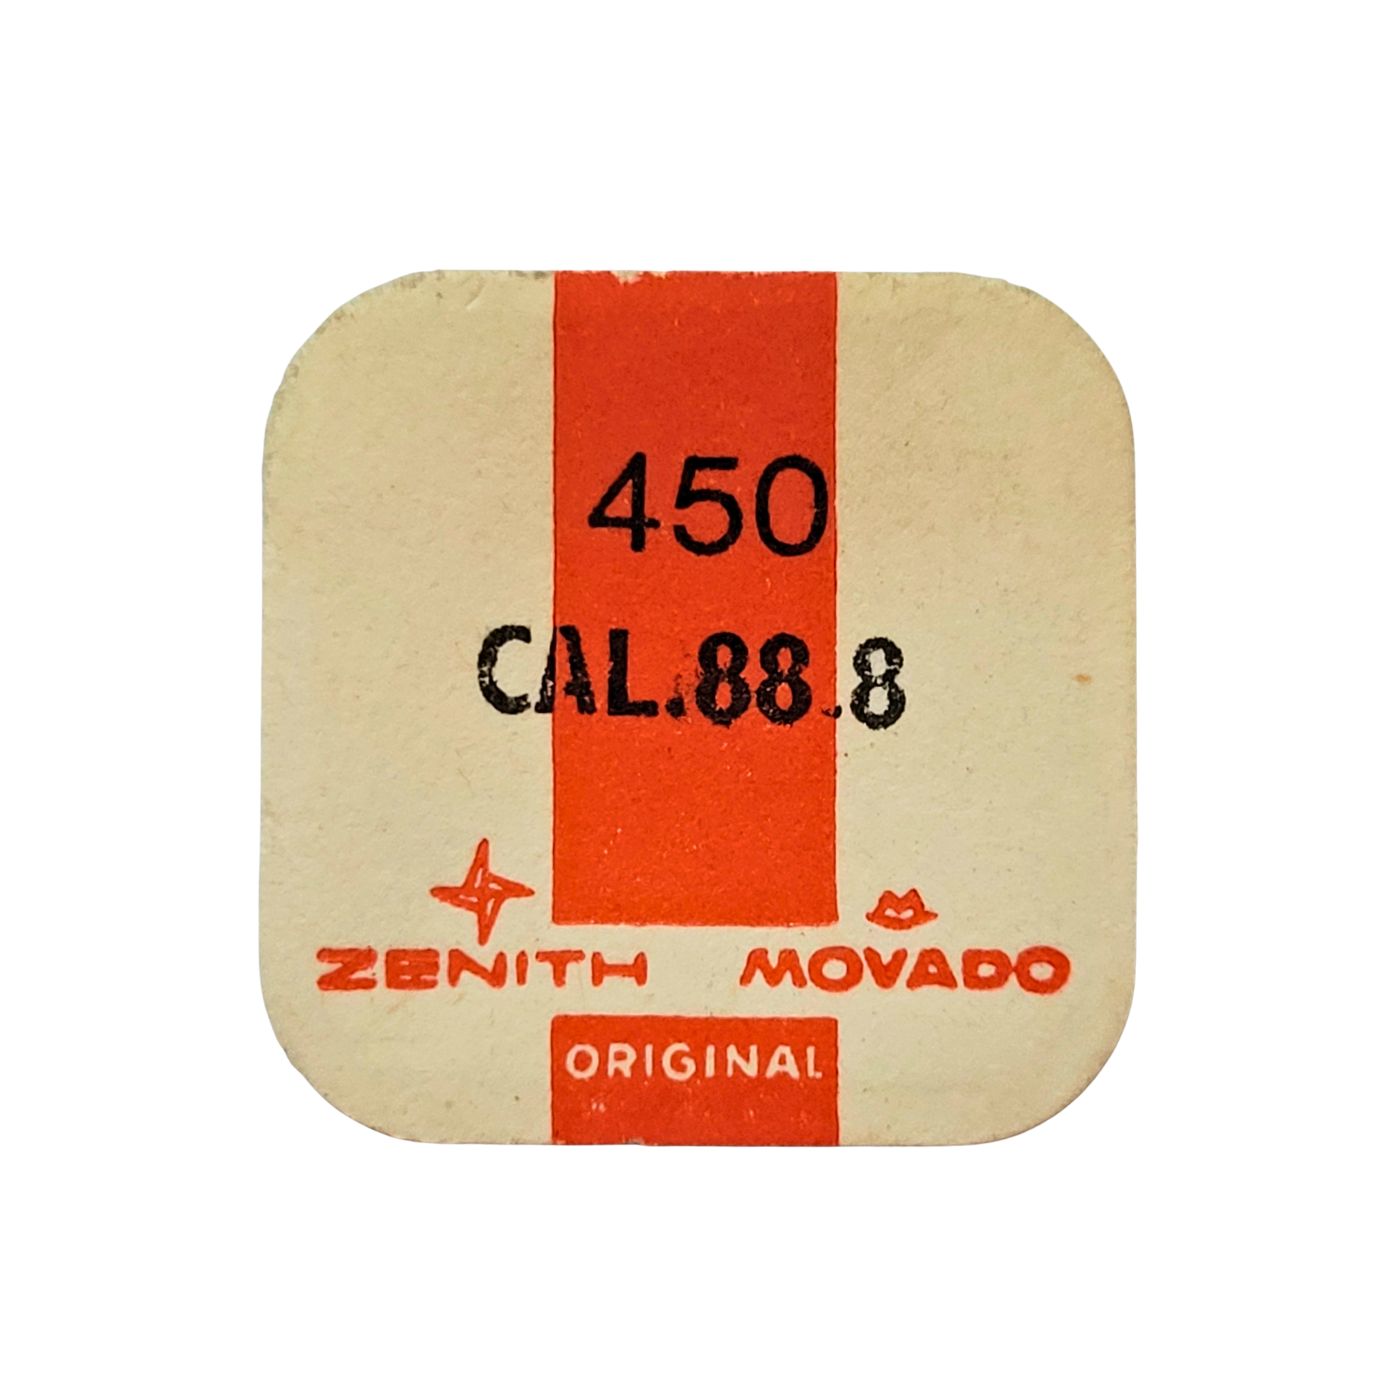 450
CAL.88.8
ZENITH MOVADO
ORIGINAL